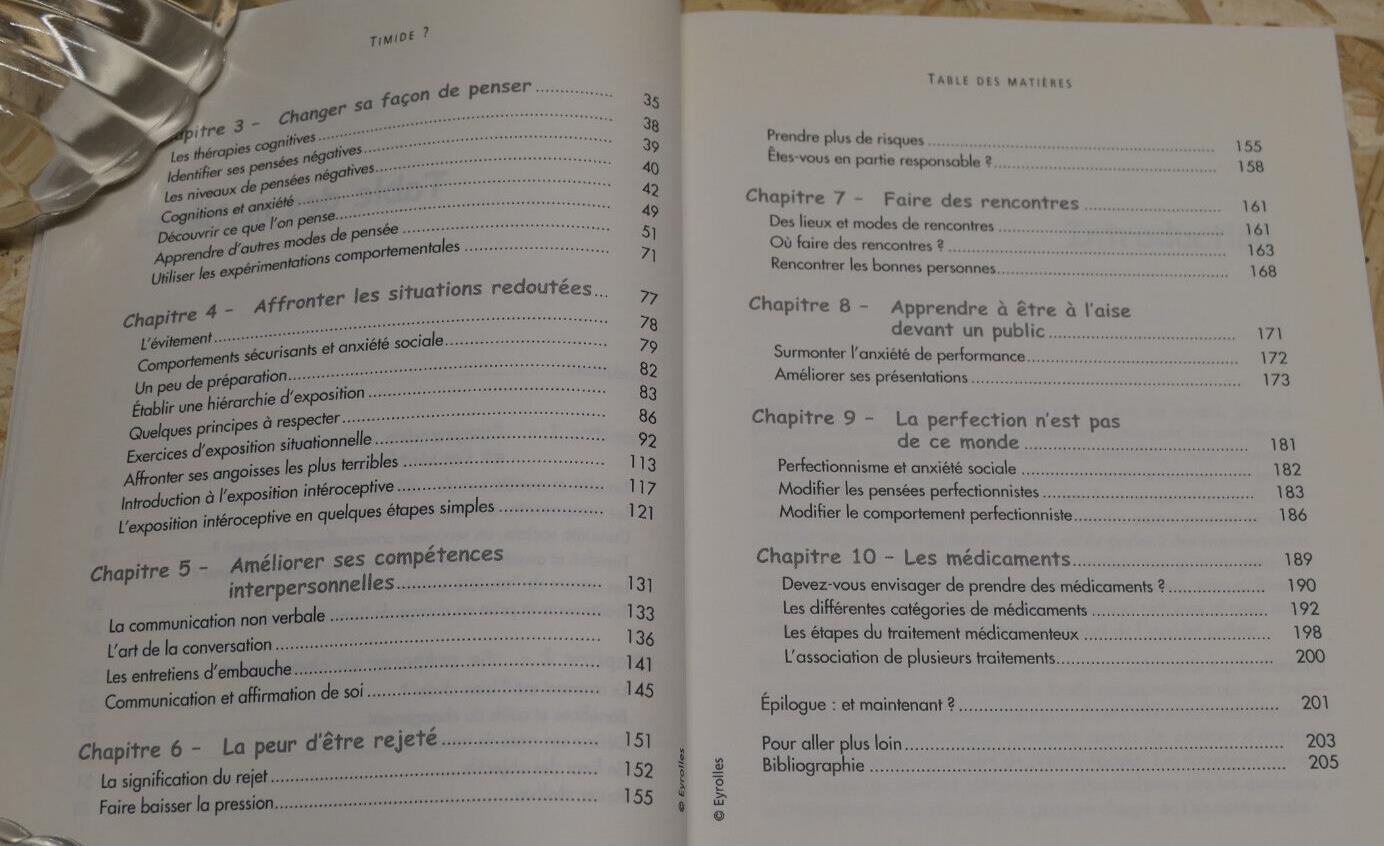 TIMIDE ?
apitre 3 - Changer sa façon de penser ............... 35
Les thérapies cognitives ............... 38
Identifier ses pensées négatives ............... 39
Les niveaux de pensées négatives ............... 40
Cognitions et anxiété ............... 42
Découvrir ce que l'on pense ............... 49
Apprendre d'autres modes de pensée ............... 51
Utiliser les expérimentations comportementales ............... 71
Chapitre 4 - Affronter les situations redoutées ... 77
L'évitement ............... 78
Comportements sécurisants et anxiété sociale ............... 79
Un peu de préparation ............... 82
Établir une hiérarchie d'exposition ............... 83
Quelques principes à respecter ............... 86
Exercices d'exposition situationnelle ............... 92
Affronter ses angoisses les plus terribles ............... 113
Introduction à l'exposition intéroceptive ............... 117
L'exposition intéroceptive en quelques étapes simples ............... 121
Chapitre 5 - Améliorer ses compétences
interpersonnelles ............... 131
La communication non verbale ............... 133
L'art de la conversation ............... 136
Les entretiens d'embauche ............... 141
Communication et affirmation de soi ............... 145
Chapitre 6 - La peur d'être rejeté ............... 151
La signification du rejet ............... 152
Faire baisser la pression ............... 155
© Eyrolles
TABLE DES MATIÈRES
Prendre plus de risques ............... 155
Êtes-vous en partie responsable ? ............... 158
Chapitre 7 - Faire des rencontres ............... 161
Des lieux et modes de rencontres ............... 161
Où faire des rencontres ? ............... 163
Rencontrer les bonnes personnes ............... 168
Chapitre 8 - Apprendre à être à l'aise
devant un public ............... 171
Surmonter l'anxiété de performance ............... 172
Améliorer ses présentations ............... 173
Chapitre 9 - La perfection n'est pas
de ce monde ............... 181
Perfectionnisme et anxiété sociale ............... 182
Modifier les pensées perfectionnistes ............... 183
Modifier le comportement perfectionniste ............... 186
Chapitre 10 - Les médicaments ............... 189
Devez-vous envisager de prendre des médicaments ? ............... 190
Les différentes catégories de médicaments ............... 192
Les étapes du traitement médicamenteux ............... 198
L'association de plusieurs traitements ............... 200
Épilogue : et maintenant ? ............... 201
Pour aller plus loin ............... 203
Bibliographie ............... 205
© Eyrolles